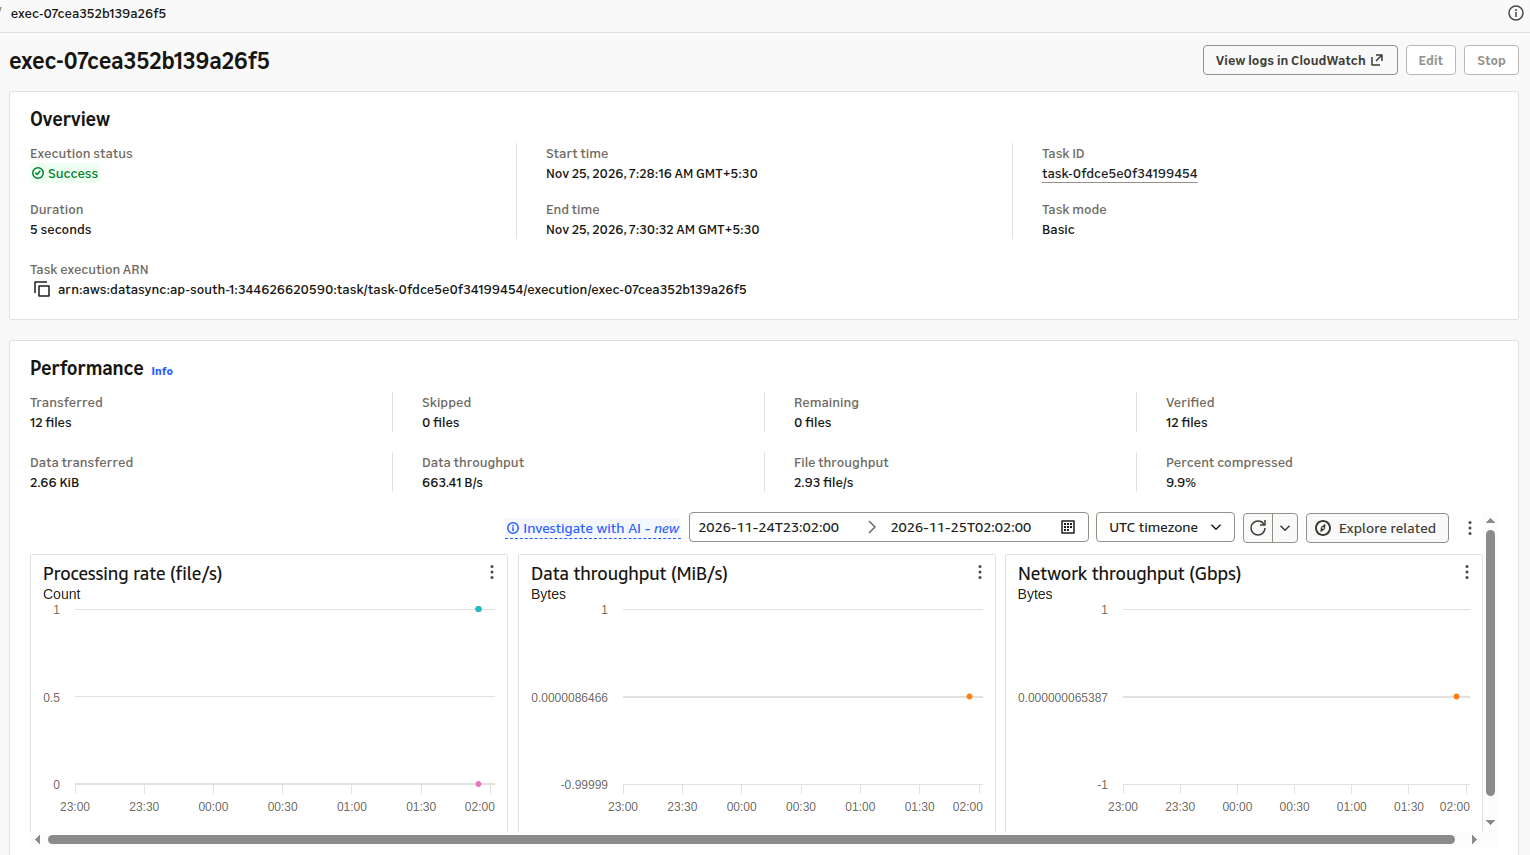 exec-07cea352b139a26f5
exec-07cea352b139a26f5
View logs in CloudWatch
Edit
Stop
Overview
Execution status
Success
Start time
Nov 25, 2026, 7:28:16 AM GMT+5:30
Task ID
task-0fdce5e0f34199454
Duration
5 seconds
End time
Nov 25, 2026, 7:30:32 AM GMT+5:30
Task mode
Basic
Task execution ARN
arn:aws:datasync:ap-south-1:344626620590:task/task-0fdce5e0f34199454/execution/exec-07cea352b139a26f5
Performance Info
Transferred
12 files
Skipped
0 files
Remaining
0 files
Verified
12 files
Data transferred
2.66 KiB
Data throughput
663.41 B/s
File throughput
2.93 file/s
Percent compressed
9.9%
Investigate with AI - new
2026-11-24T23:02:00
2026-11-25T02:02:00
UTC timezone
Explore related
Processing rate (file/s)
Count
1
0.5
0
23:00 23:30 00:00 00:30 01:00 01:30 02:00
Data throughput (MiB/s)
Bytes
1
0.0000086466
-0.99999
23:00 23:30 00:00 00:30 01:00 01:30 02:00
Network throughput (Gbps)
Bytes
1
0.000000065387
-1
23:00 23:30 00:00 00:30 01:00 01:30 02:00